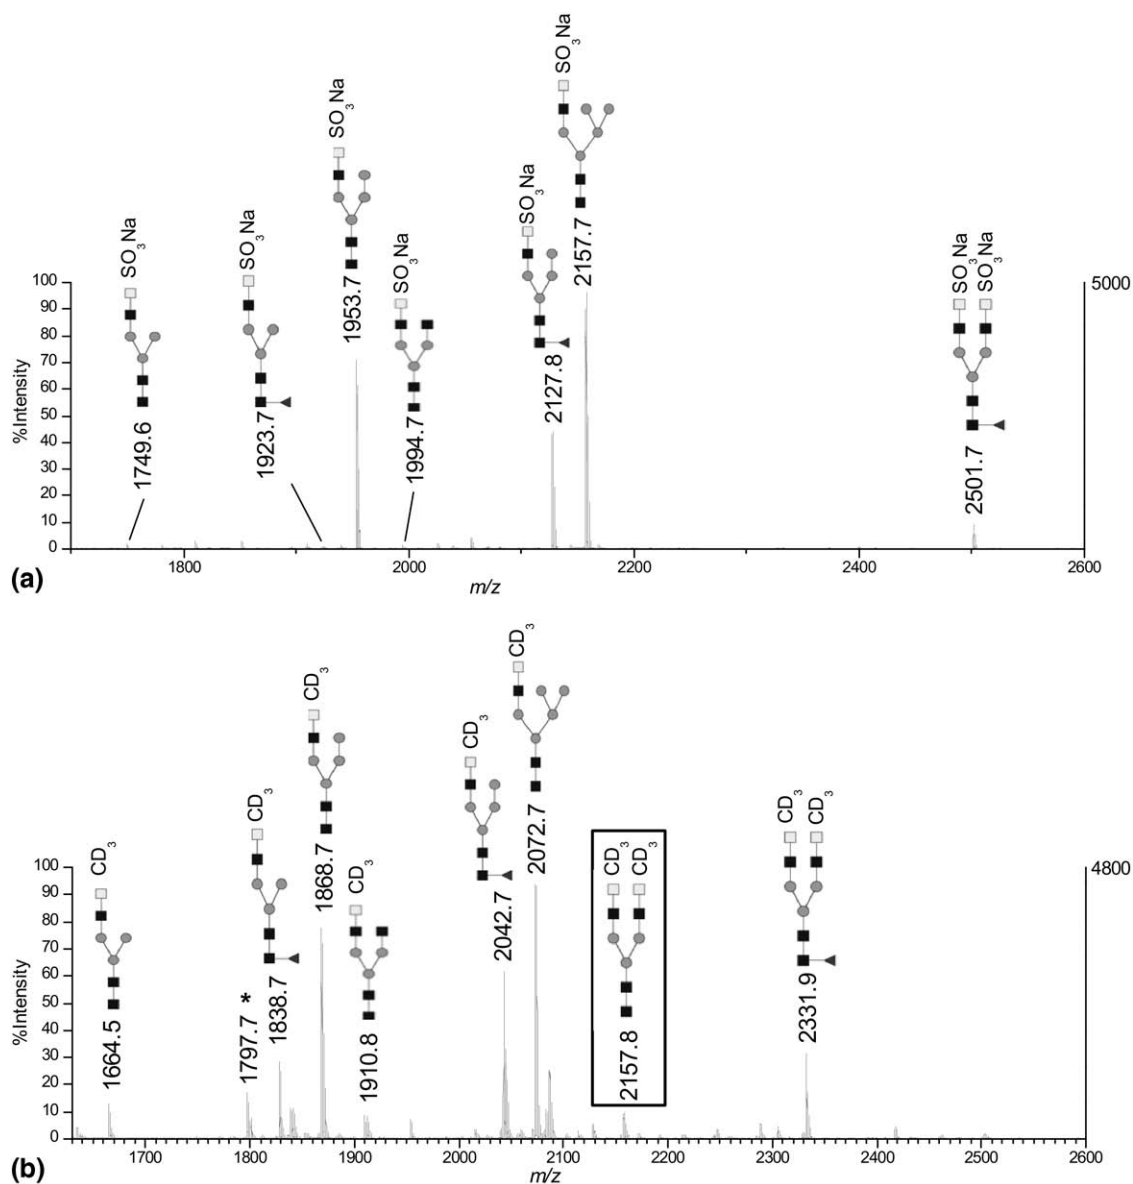 SO₃Na
SO₃Na
SO₃Na
SO₃Na
SO₃Na
SO₃Na
SO₃Na SO₃Na
1749.6
1923.7
1953.7
1994.7
2127.8
2157.7
2501.7
%Intensity
100
90
80
70
60
50
40
30
20
10
0
5000
1800 2000 2200 2400 2600
(a)
m/z
CD₃
CD₃
CD₃
CD₃
CD₃
CD₃
CD₃ CD₃
CD₃ CD₃
1664.5
1797.7 *
1838.7
1868.7
1910.8
2042.7
2072.7
2157.8
2331.9
%Intensity
100
90
80
70
60
50
40
30
20
10
0
4800
1700 1800 1900 2000 2100 2200 2300 2400 2500 2600
(b)
m/z